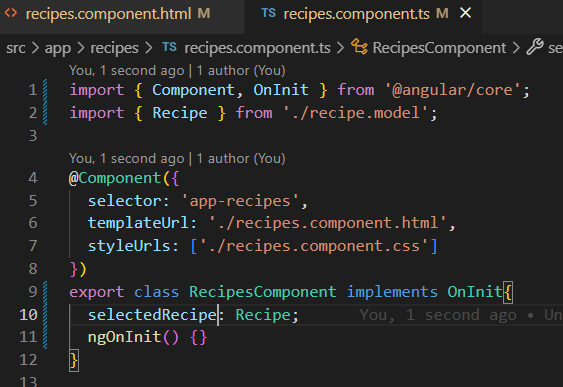 <> recipes.component.html M TS recipes.component.ts M ×
src > app > recipes > TS recipes.component.ts > RecipesComponent > se
You, 1 second ago | 1 author (You)
1 import { Component, OnInit } from '@angular/core';
2 import { Recipe } from './recipe.model';
3
You, 1 second ago | 1 author (You)
4 @Component({
5 selector: 'app-recipes',
6 templateUrl: './recipes.component.html',
7 styleUrls: ['./recipes.component.css']
8 })
9 export class RecipesComponent implements OnInit{
10 selectedRecipe: Recipe; You, 1 second ago • Un
11 ngOnInit() {}
12 }
13